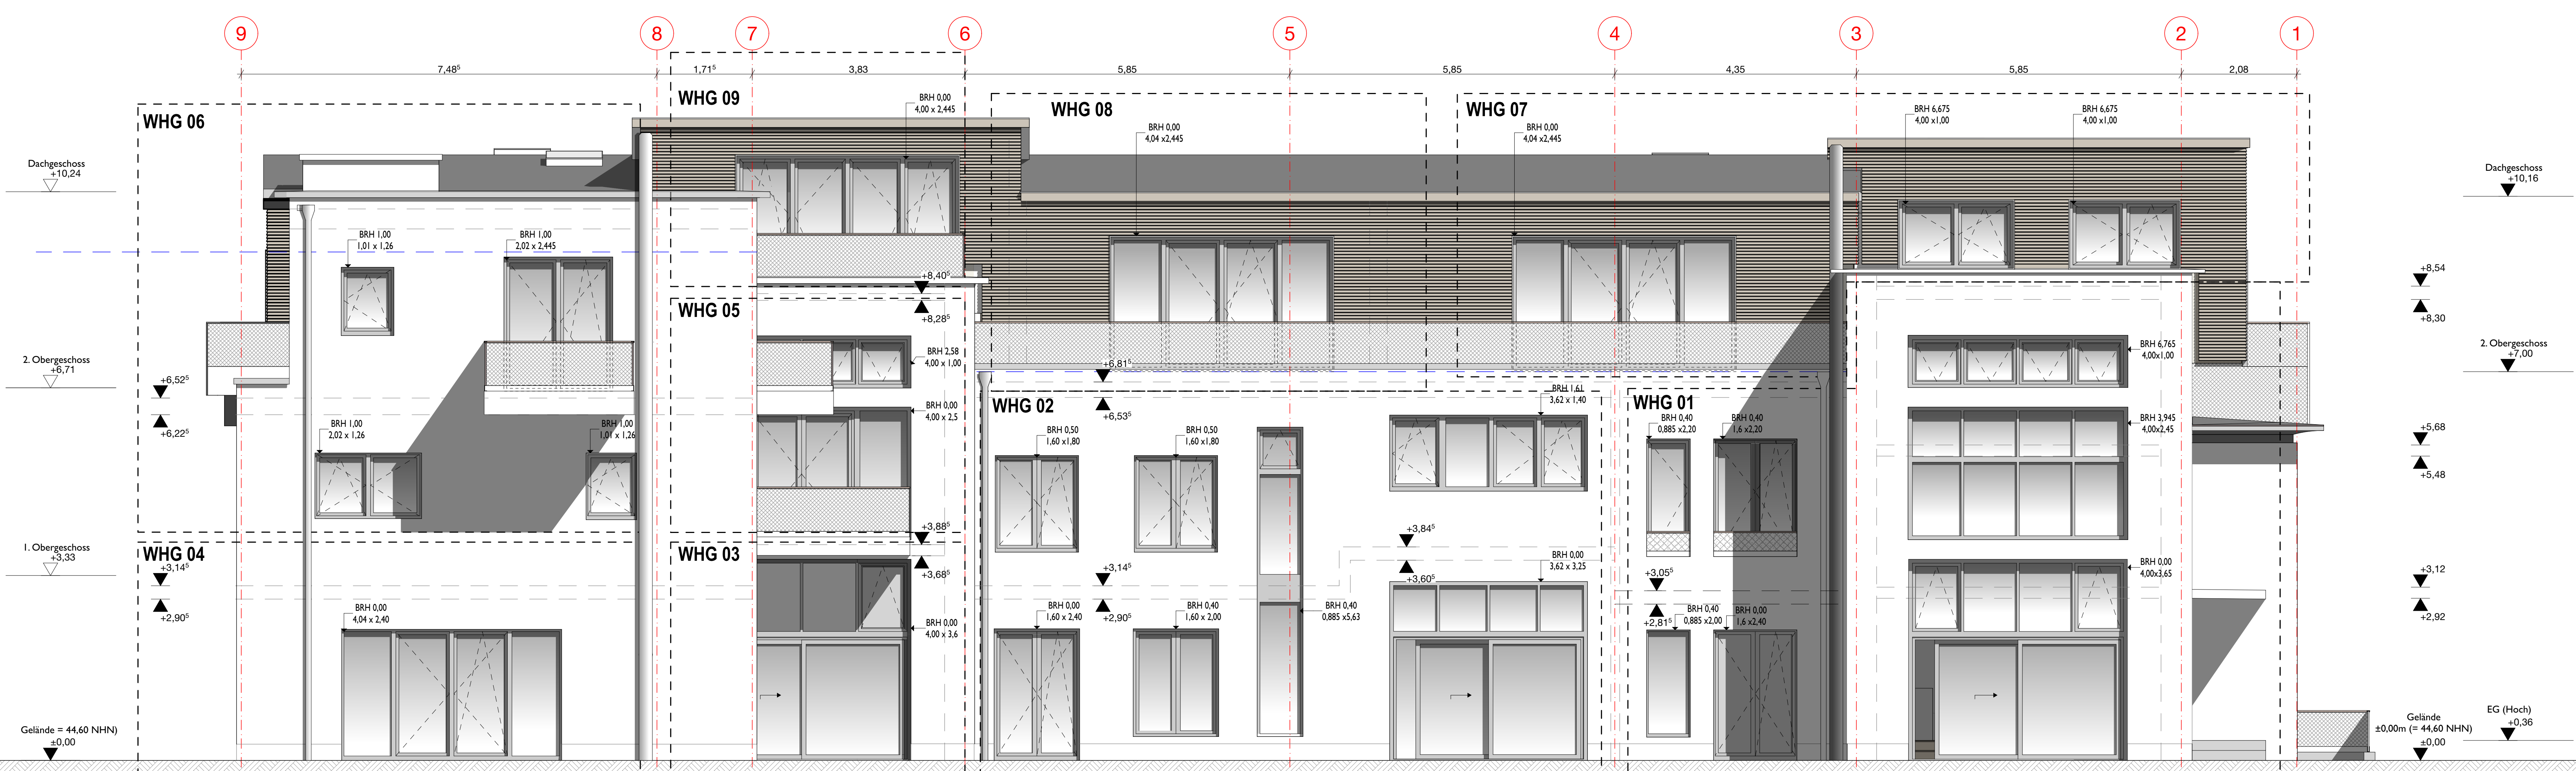 9
8
7
6
5
4
3
2
1
7,48⁵
1,71⁵
3,83
5,85
5,85
4,35
5,85
2,08
WHG 06
WHG 09
BRH 0,00
4,00 x 2,445
WHG 08
BRH 0,00
4,04 x2,445
WHG 07
BRH 0,00
4,04 x2,445
BRH 6,675
4,00 x1,00
BRH 6,675
4,00 x1,00
Dachgeschoss
+10,24
Dachgeschoss
+10,16
BRH 1,00
1,01 x 1,26
BRH 1,00
2,02 x 2,445
+8,40⁵
+8,28⁵
+8,54
+8,30
WHG 05
2. Obergeschoss
+6,71
2. Obergeschoss
+7,00
BRH 2,58
4,00 x 1,00
BRH 6,765
4,00x1,00
+6,52⁵
+6,22⁵
+6,81⁵
+6,53⁵
WHG 02
BRH 1,61
3,62 x 1,40
WHG 01
BRH 0,40
0,885 x2,20
BRH 0,40
1,6 x2,20
BRH 0,00
4,00 x 2,5
BRH 3,945
4,00x2,45
BRH 1,00
2,02 x 1,26
BRH 1,00
1,01 x 1,26
BRH 0,50
1,60 x1,80
BRH 0,50
1,60 x1,80
+5,68
+5,48
1. Obergeschoss
+3,33
WHG 04
+3,14⁵
+2,90⁵
WHG 03
+3,88⁵
+3,68⁵
+3,84⁵
+3,60⁵
BRH 0,00
3,62 x 3,25
+3,14⁵
+2,90⁵
+3,05⁵
+2,81⁵
BRH 0,00
4,00x3,65
+3,12
+2,92
BRH 0,00
4,04 x 2,40
BRH 0,00
4,00 x 3,6
BRH 0,00
1,60 x 2,40
BRH 0,40
1,60 x 2,00
BRH 0,40
0,885 x5,63
BRH 0,40
0,885 x2,00
BRH 0,00
1,6 x2,40
Gelände = 44,60 NHN)
±0,00
Gelände
±0,00m (= 44,60 NHN)
±0,00
EG (Hoch)
+0,36